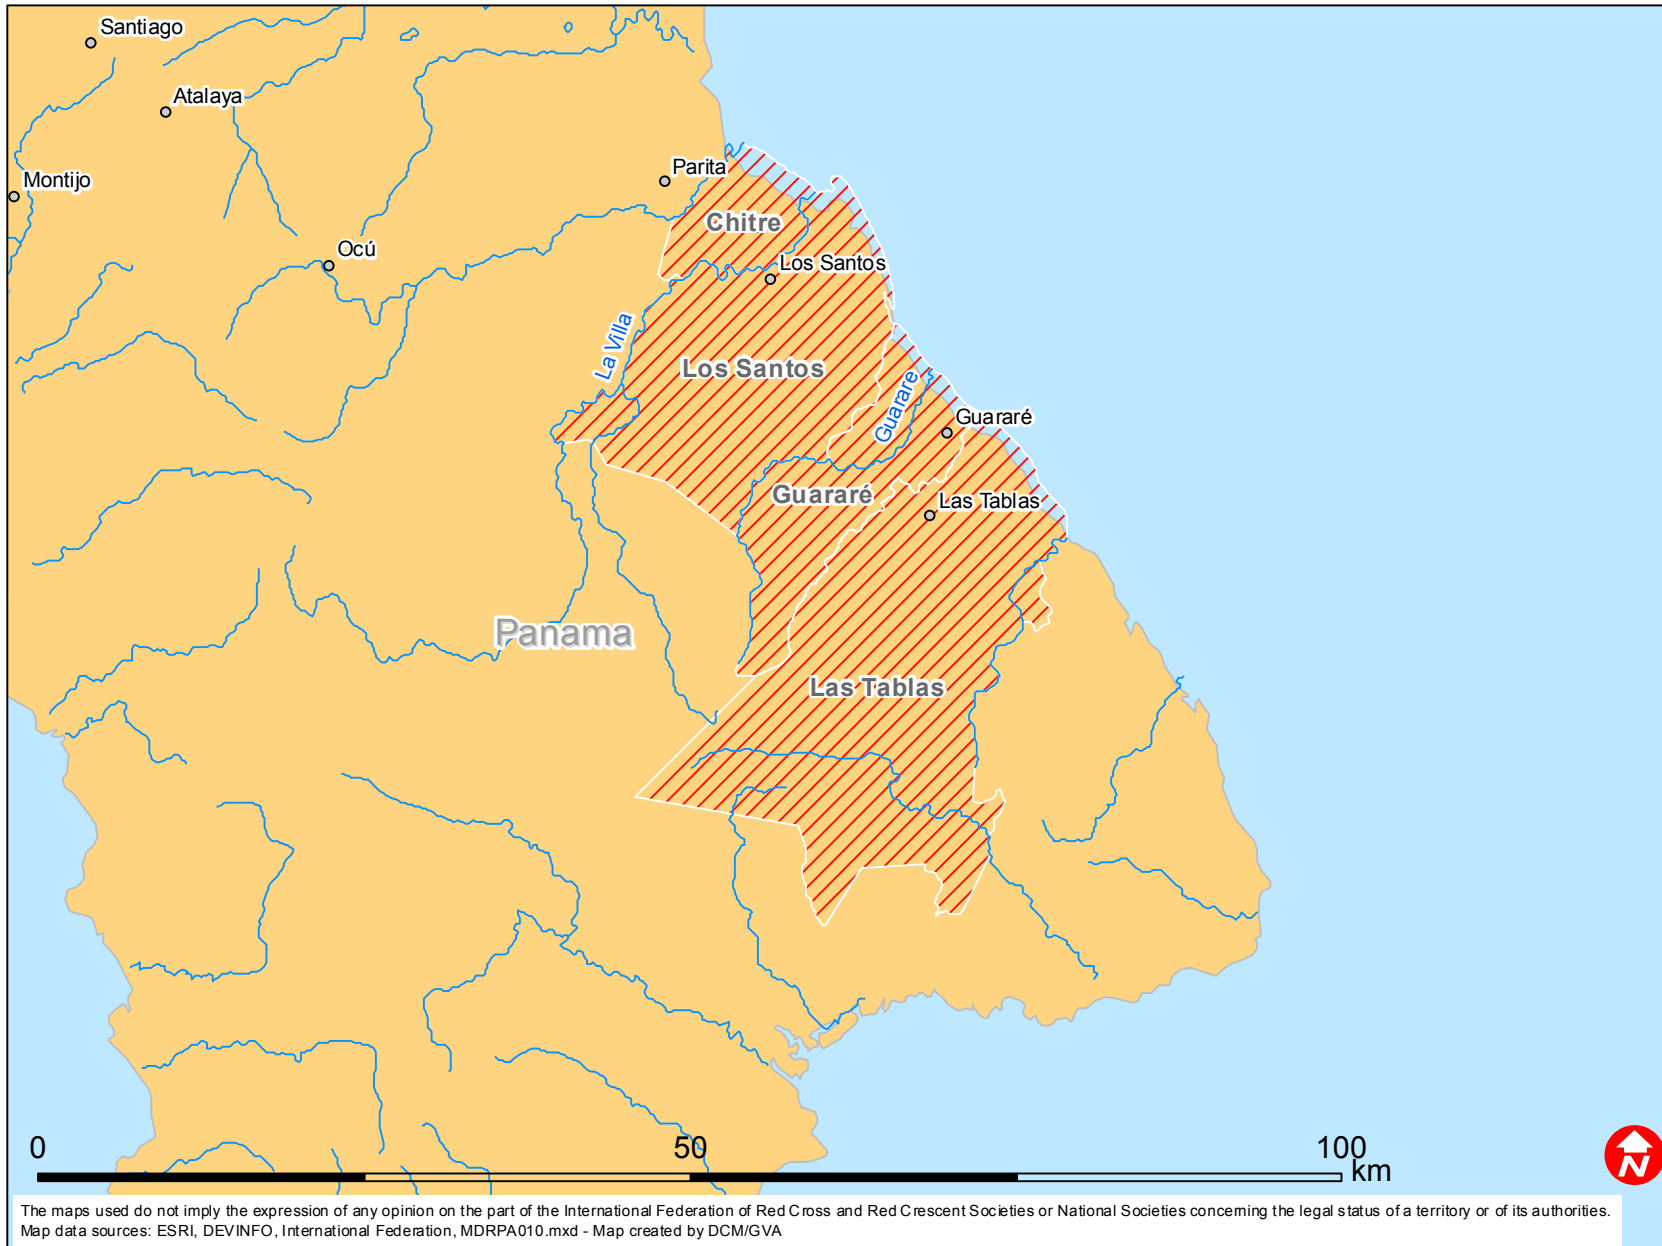 Santiago
Atalaya
Montijo
Parita
Chitre
Ocú
Los Santos
La Villa
Los Santos
Guarare
Guararé
Guararé
Las Tablas
Panama
Las Tablas
0 50 100
km
N
The maps used do not imply the expression of any opinion on the part of the International Federation of Red Cross and Red Crescent Societies or National Societies concerning the legal status of a territory or of its authorities.
Map data sources: ESRI, DEVINFO, International Federation, MDRPA010.mxd - Map created by DCM/GVA